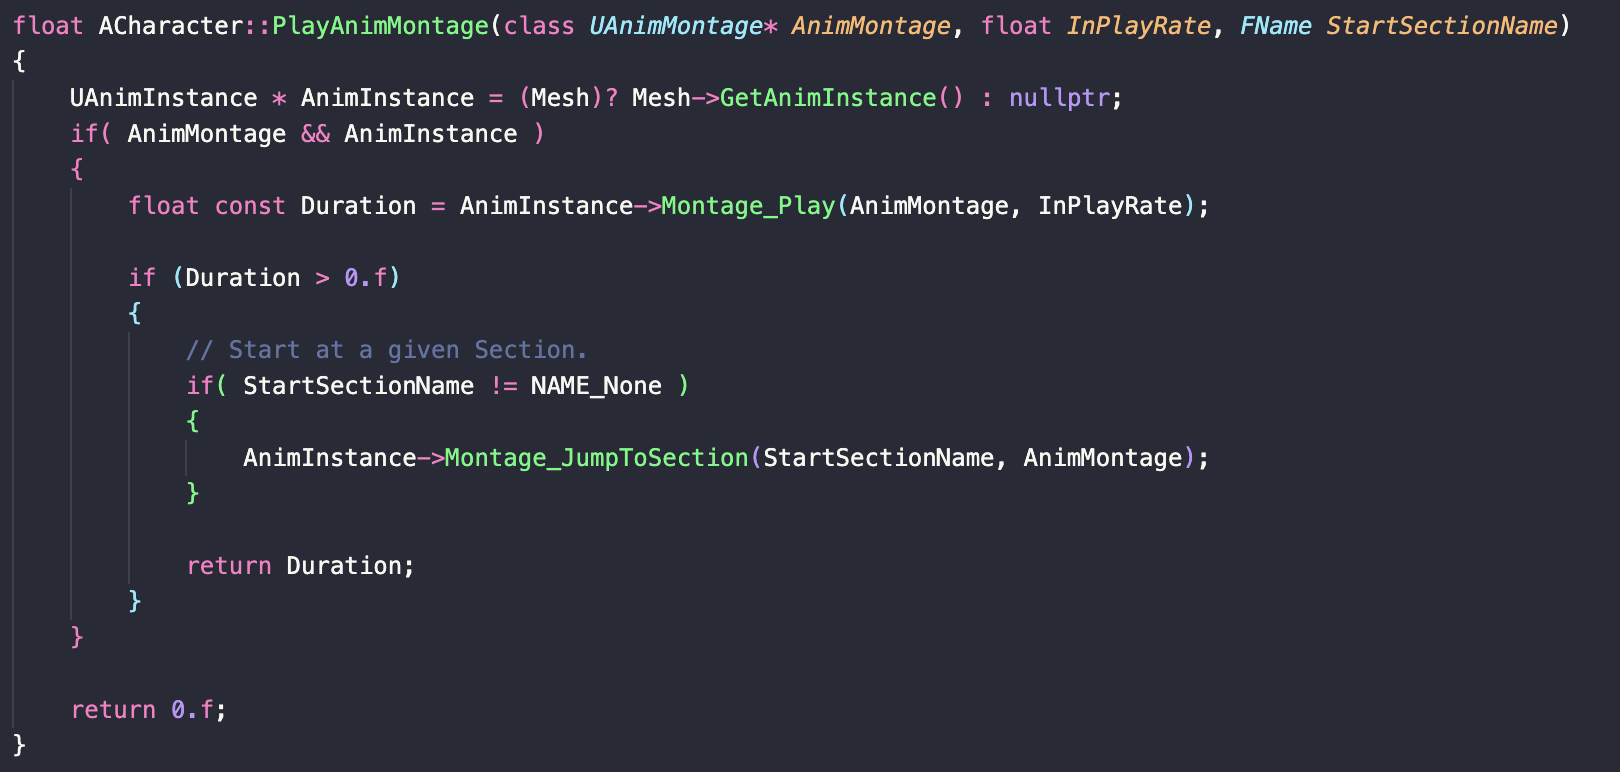 float ACharacter::PlayAnimMontage(class UAnimMontage* AnimMontage, float InPlayRate, FName StartSectionName)
{
    UAnimInstance * AnimInstance = (Mesh)? Mesh->GetAnimInstance() : nullptr;
    if( AnimMontage && AnimInstance )
    {
        float const Duration = AnimInstance->Montage_Play(AnimMontage, InPlayRate);

        if (Duration > 0.f)
        {
            // Start at a given Section.
            if( StartSectionName != NAME_None )
            {
                AnimInstance->Montage_JumpToSection(StartSectionName, AnimMontage);
            }

            return Duration;
        }
    }

    return 0.f;
}